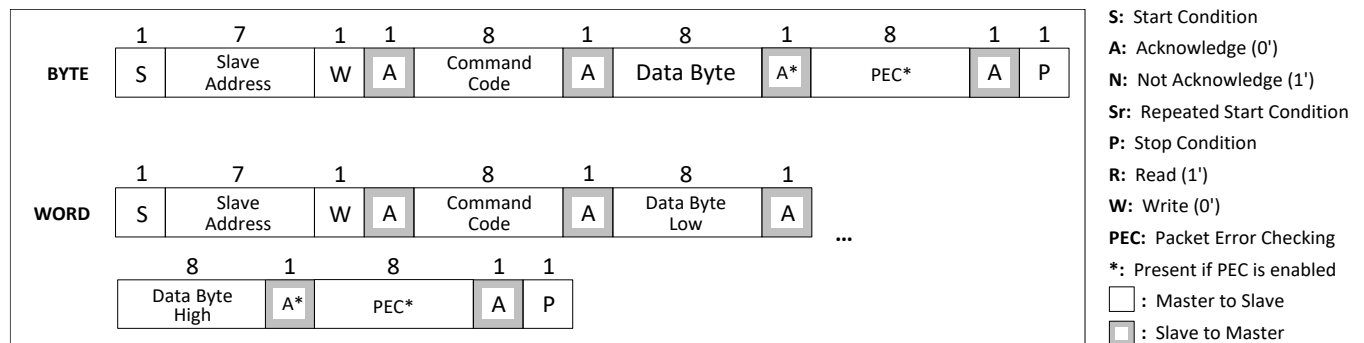 1 7 1 1 8 1 8 1 8 1 1
BYTE S Slave Address W A Command Code A Data Byte A* PEC* A P
1 7 1 8 1 8 1
WORD S Slave Address W A Command Code A Data Byte Low A ...
8 1 8 1 1
Data Byte High A* PEC* A P
S: Start Condition
A: Acknowledge (0')
N: Not Acknowledge (1')
Sr: Repeated Start Condition
P: Stop Condition
R: Read (1')
W: Write (0')
PEC: Packet Error Checking
*: Present if PEC is enabled
: Master to Slave
: Slave to Master